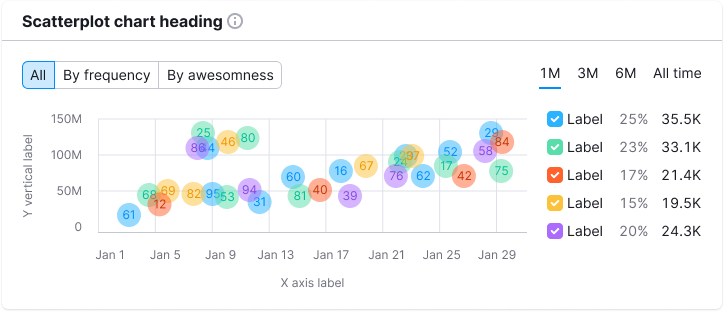 Scatterplot chart heading
All By frequency By awesomness
1M 3M 6M All time
150M
100M
50M
0
Y vertical label
25 46 80 29 84
64
52 58
67 97
24 17
60 16 76 62 42 75
68 69 82 95 53 94 81 40 39
12 31
61
Jan 1 Jan 5 Jan 9 Jan 13 Jan 17 Jan 21 Jan 25 Jan 29
X axis label
Label 25% 35.5K
Label 23% 33.1K
Label 17% 21.4K
Label 15% 19.5K
Label 20% 24.3K